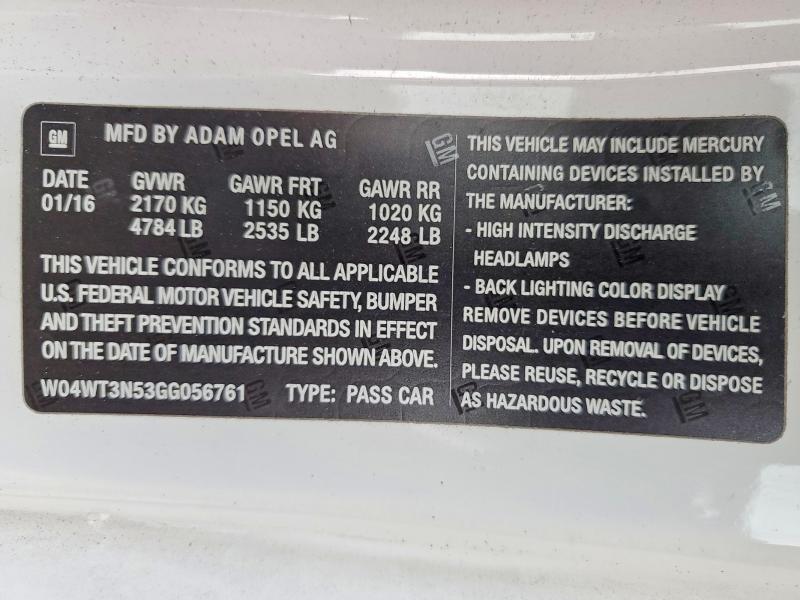 GM MFD BY ADAM OPEL AG
DATE GVWR GAWR FRT GAWR RR
01/16 2170 KG 1150 KG 1020 KG
4784 LB 2535 LB 2248 LB
THIS VEHICLE CONFORMS TO ALL APPLICABLE
U.S. FEDERAL MOTOR VEHICLE SAFETY, BUMPER
AND THEFT PREVENTION STANDARDS IN EFFECT
ON THE DATE OF MANUFACTURE SHOWN ABOVE.
W04WT3N53GG056761 TYPE: PASS CAR
THIS VEHICLE MAY INCLUDE MERCURY
CONTAINING DEVICES INSTALLED BY
THE MANUFACTURER:
- HIGH INTENSITY DISCHARGE
HEADLAMPS
- BACK LIGHTING COLOR DISPLAY
REMOVE DEVICES BEFORE VEHICLE
DISPOSAL. UPON REMOVAL OF DEVICES,
PLEASE REUSE, RECYCLE OR DISPOSE
AS HAZARDOUS WASTE.